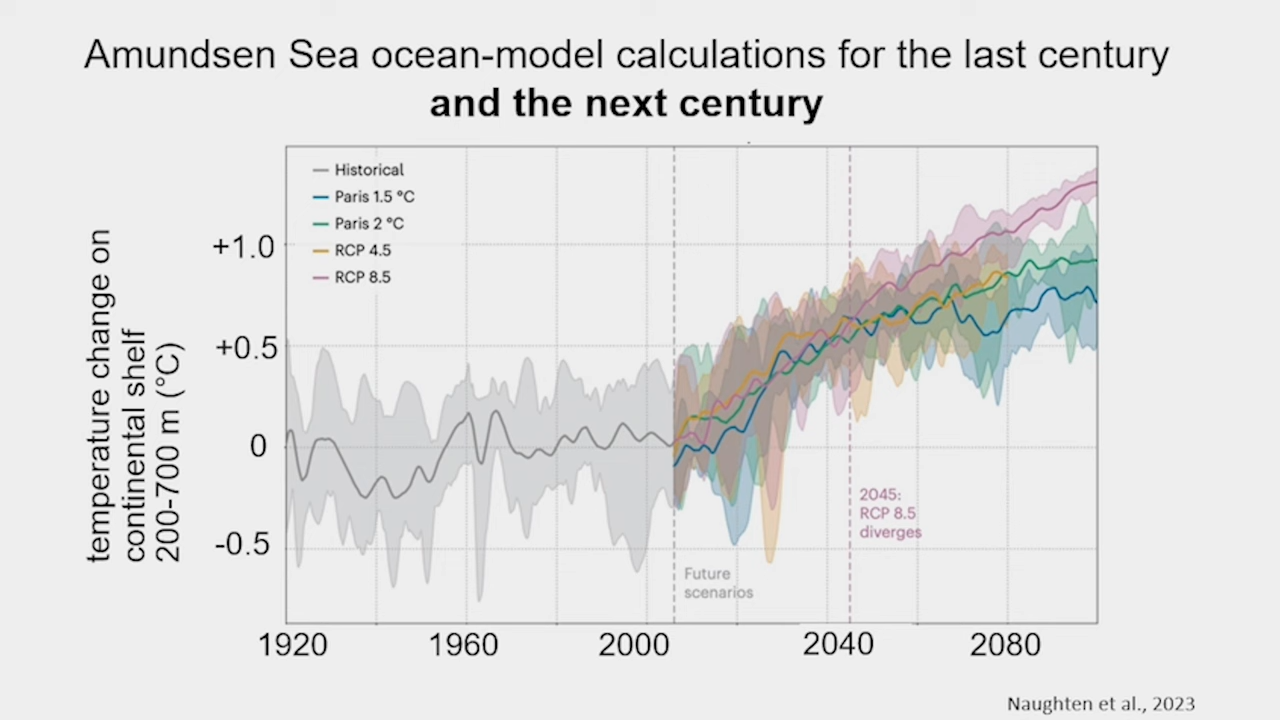 Amundsen Sea ocean-model calculations for the last century
and the next century
Historical
Paris 1.5 °C
Paris 2 °C
RCP 4.5
RCP 8.5
temperature change on
continental shelf
200-700 m (°C)
+1.0
+0.5
0
-0.5
2045:
RCP 8.5
diverges
Future
scenarios
1920
1960
2000
2040
2080
Naughten et al., 2023